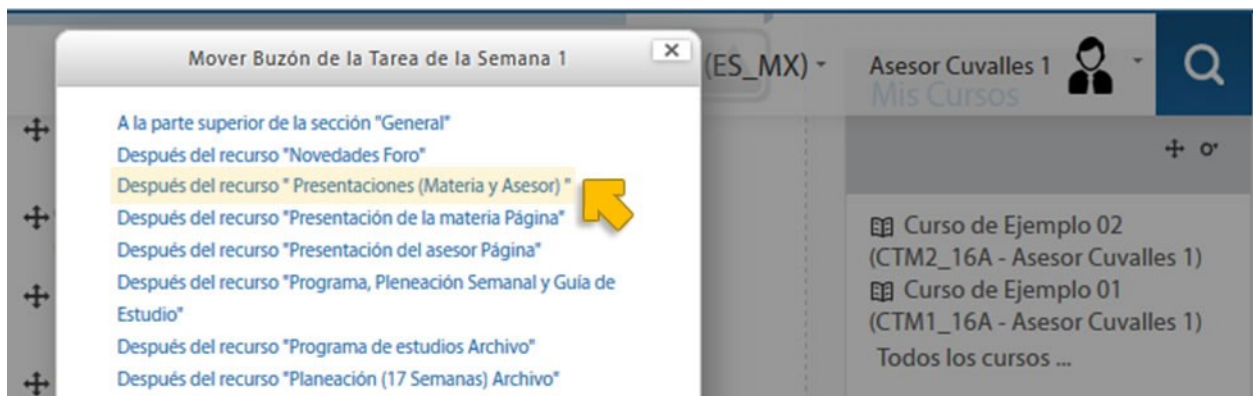 Mover Buzón de la Tarea de la Semana 1
A la parte superior de la sección "General"
Después del recurso "Novedades Foro"
Después del recurso " Presentaciones (Materia y Asesor) "
Después del recurso "Presentación de la materia Página"
Después del recurso "Presentación del asesor Página"
Después del recurso "Programa, Pleneación Semanal y Guía de
Estudio"
Después del recurso "Programa de estudios Archivo"
Después del recurso "Planeación (17 Semanas) Archivo"
(ES_MX)
Asesor Cuvalles 1
Mis Cursos
Curso de Ejemplo 02
(CTM2_16A - Asesor Cuvalles 1)
Curso de Ejemplo 01
(CTM1_16A - Asesor Cuvalles 1)
Todos los cursos ...